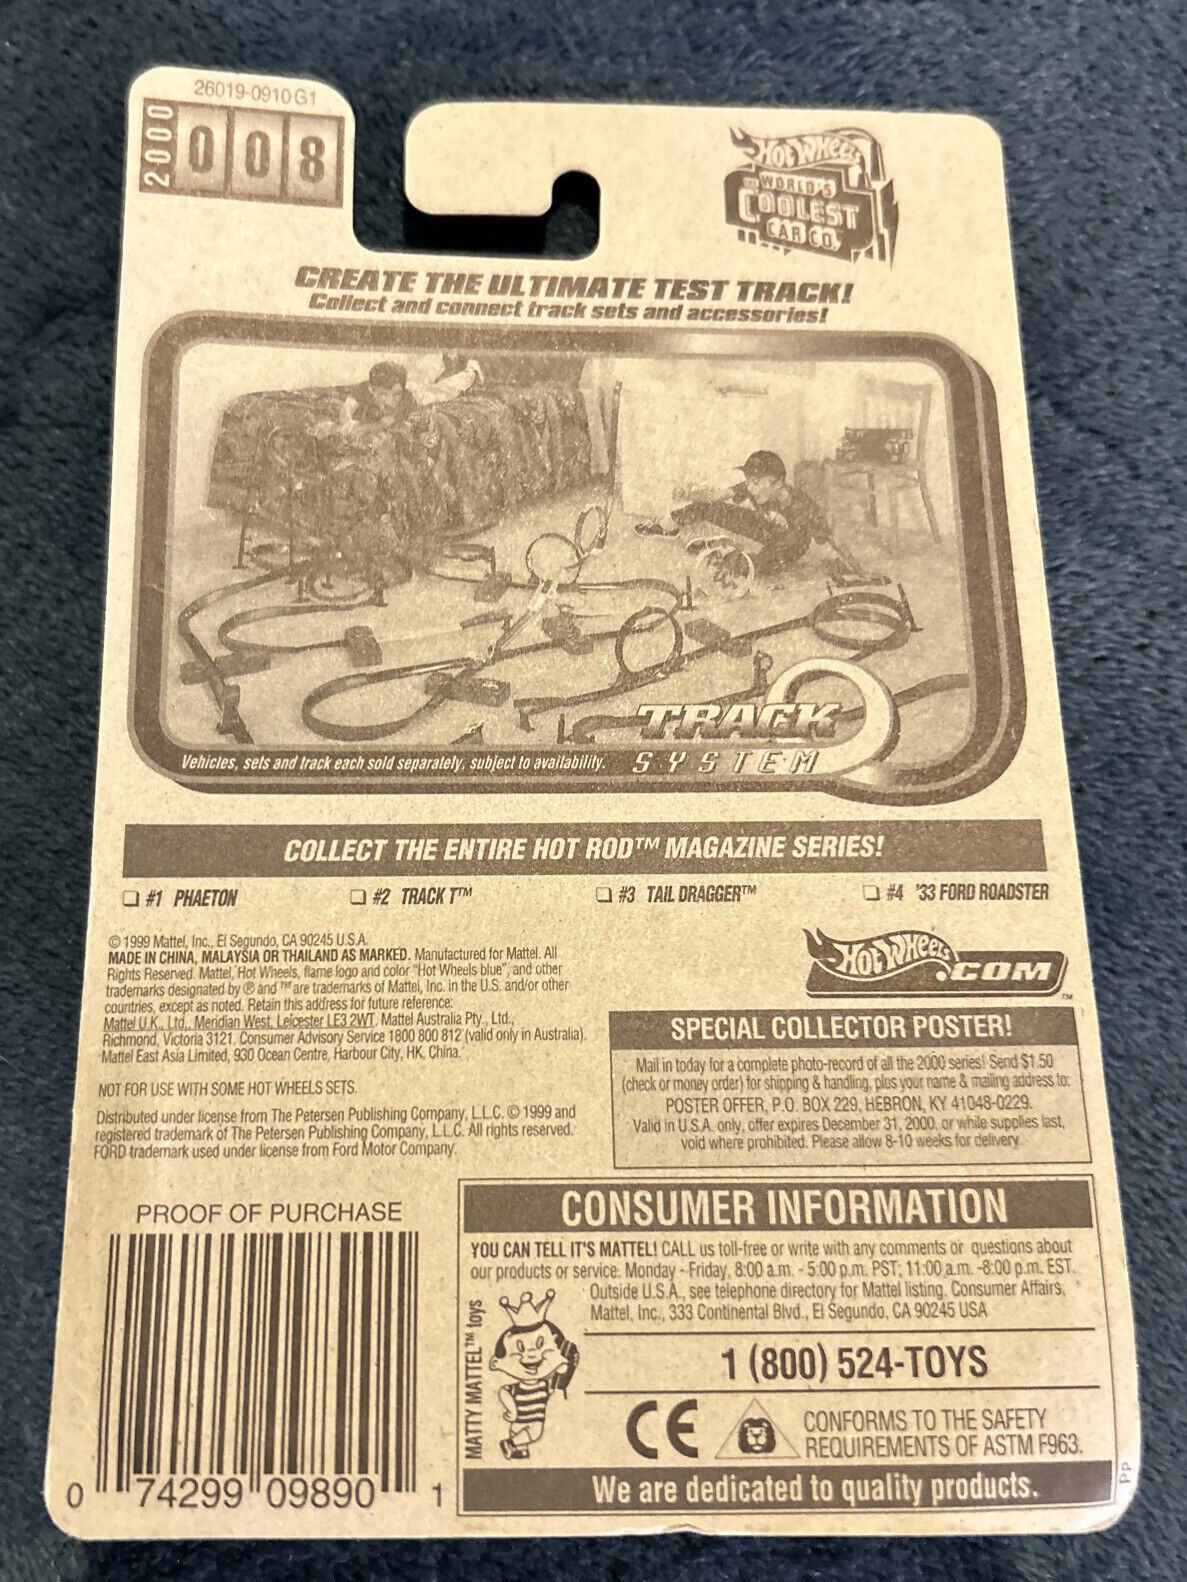 26019-0910G1
2000
008
Hot Wheels
WORLD'S
COOLEST
CAR CO.
CREATE THE ULTIMATE TEST TRACK!
Collect and connect track sets and accessories!
TRACK
SYSTEM
Vehicles, sets and track each sold separately, subject to availability.
COLLECT THE ENTIRE HOT ROD™ MAGAZINE SERIES!
#1 PHAETON
#2 TRACK T™
#3 TAIL DRAGGER™
#4 '33 FORD ROADSTER
© 1999 Mattel, Inc., El Segundo, CA 90245 U.S.A.
MADE IN CHINA, MALAYSIA OR THAILAND AS MARKED. Manufactured for Mattel. All
Rights Reserved. Mattel, Hot Wheels, flame logo and color "Hot Wheels blue", and other
trademarks designated by ® and ™ are trademarks of Mattel, Inc. in the U.S. and/or other
countries, except as noted. Retain this address for future reference:
Mattel U.K., Ltd., Meridian West, Leicester LE3 2WT. Mattel Australia Pty., Ltd.,
Richmond, Victoria 3121. Consumer Advisory Service 1800 800 812 (valid only in Australia).
Mattel East Asia Limited, 930 Ocean Centre, Harbour City, HK, China.
NOT FOR USE WITH SOME HOT WHEELS SETS.
Distributed under license from The Petersen Publishing Company, L.L.C. © 1999 and
registered trademark of The Petersen Publishing Company, L.L.C. All rights reserved.
FORD trademark used under license from Ford Motor Company.
Hot Wheels.COM™
SPECIAL COLLECTOR POSTER!
Mail in today for a complete photo-record of all the 2000 series! Send $1.50
(check or money order) for shipping & handling, plus your name & mailing address to:
POSTER OFFER, P.O. BOX 229, HEBRON, KY 41048-0229.
Valid in U.S.A. only, offer expires December 31, 2000, or while supplies last,
void where prohibited. Please allow 8-10 weeks for delivery.
PROOF OF PURCHASE
0 74299 09890 1
CONSUMER INFORMATION
YOU CAN TELL IT'S MATTEL! CALL us toll-free or write with any comments or questions about
our products or service. Monday - Friday, 8:00 a.m. - 5:00 p.m. PST; 11:00 a.m. -8:00 p.m. EST.
Outside U.S.A., see telephone directory for Mattel listing. Consumer Affairs,
Mattel, Inc., 333 Continental Blvd., El Segundo, CA 90245 USA
MATTY MATTEL™ toys
1 (800) 524-TOYS
CE
CONFORMS TO THE SAFETY
REQUIREMENTS OF ASTM F963.
We are dedicated to quality products.
PP